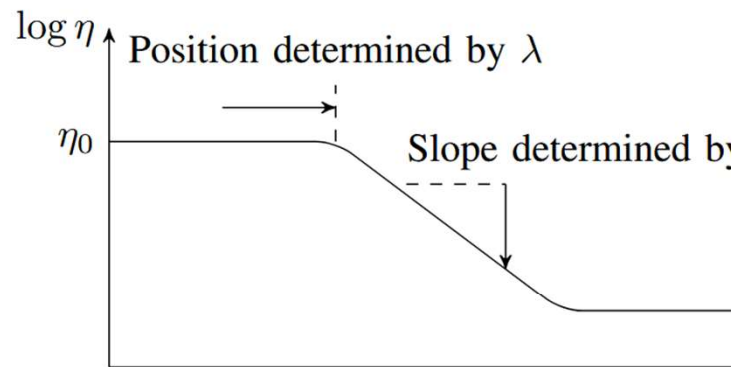 log η
Position determined by λ
η₀
Slope determined by